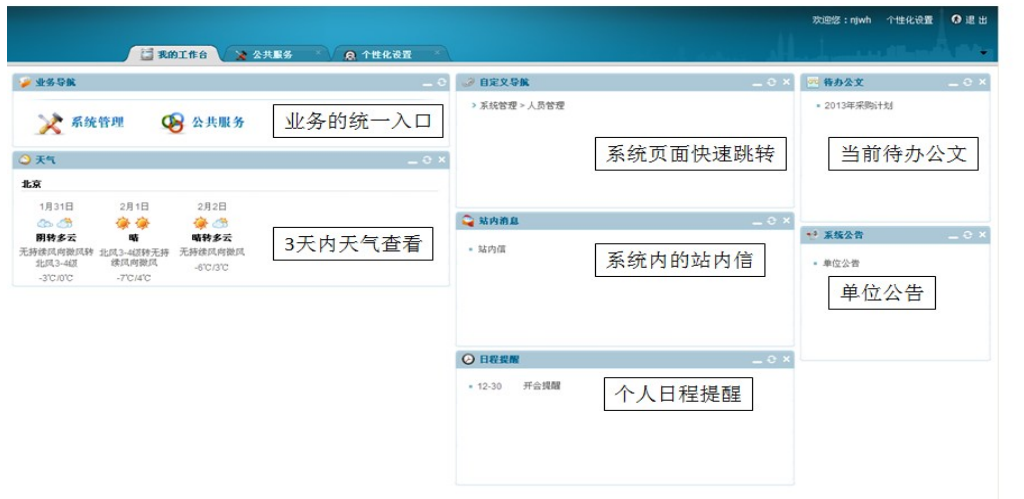 欢迎您：njwh 个性化设置 退 出
我的工作台 公共服务 个性化设置
业务导航
系统管理 公共服务
业务的统一入口
天气
北京
1月31日 2月1日 2月2日
阴转多云 晴 晴转多云
无持续风向微风转 北风3-4级转无持 无持续风向微风
北风3-4级 续风向微风
-3℃/0℃ -7℃/4℃ -6℃/3℃
3天内天气查看
自定义导航
系统管理 > 人员管理
系统页面快速跳转
站内消息
站内信
系统内的站内信
日程提醒
12-30 开会提醒
个人日程提醒
待办公文
2013年采购计划
当前待办公文
系统公告
单位公告
单位公告